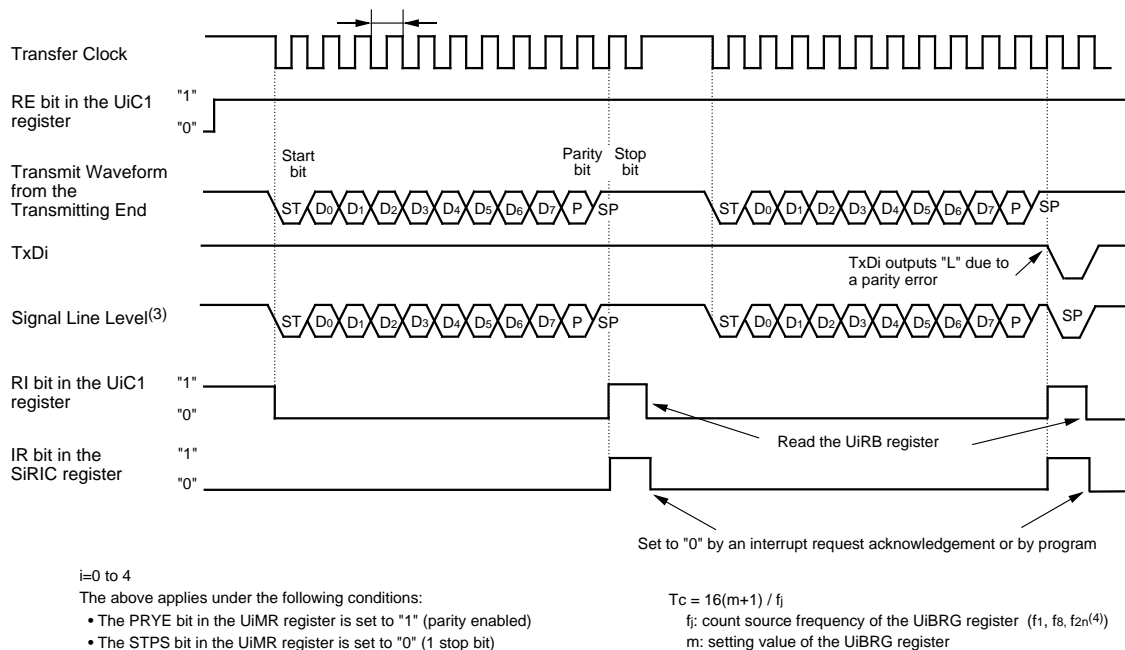 Transfer Clock
RE bit in the UiC1
register
"1"
"0"
Start
bit
Parity
bit
Stop
bit
Transmit Waveform
from the
Transmitting End
ST D0 D1 D2 D3 D4 D5 D6 D7 P SP
ST D0 D1 D2 D3 D4 D5 D6 D7 P SP
TxDi
TxDi outputs "L" due to
a parity error
Signal Line Level(3)
ST D0 D1 D2 D3 D4 D5 D6 D7 P SP
ST D0 D1 D2 D3 D4 D5 D6 D7 P SP
RI bit in the UiC1
register
"1"
"0"
Read the UiRB register
IR bit in the
SiRIC register
"1"
"0"
Set to "0" by an interrupt request acknowledgement or by program
i=0 to 4
The above applies under the following conditions:
• The PRYE bit in the UiMR register is set to "1" (parity enabled)
• The STPS bit in the UiMR register is set to "0" (1 stop bit)
Tc = 16(m+1) / fj
fj: count source frequency of the UiBRG register (f1, f8, f2n(4))
m: setting value of the UiBRG register